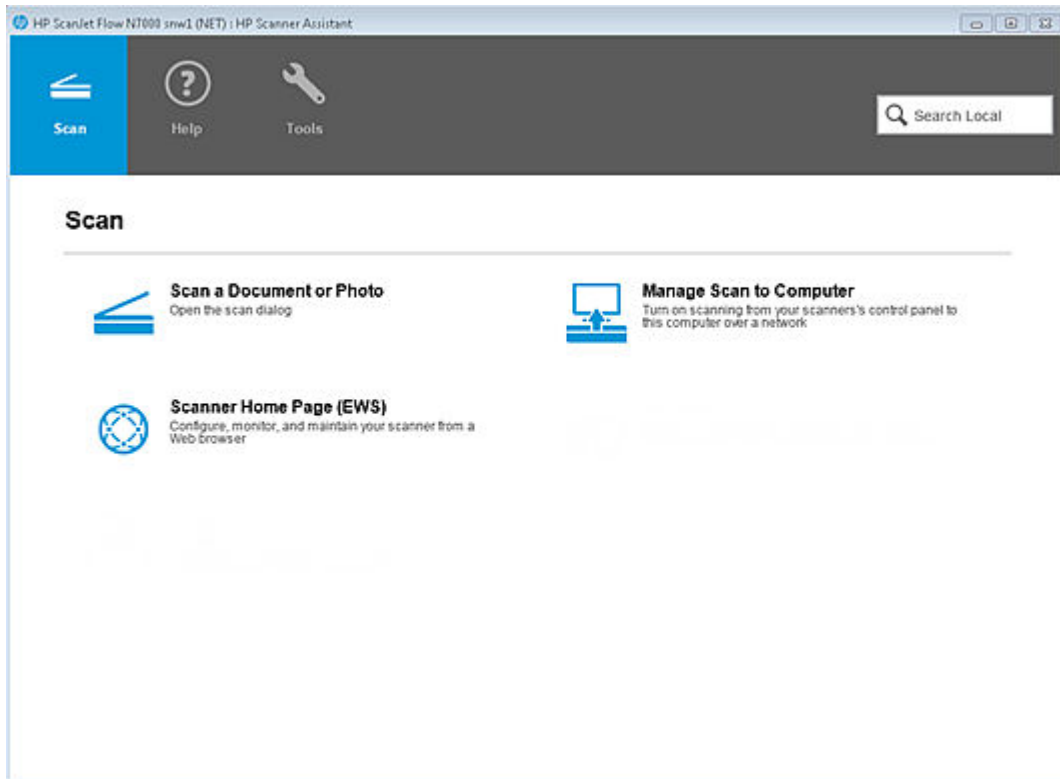 HP ScanJet Flow N7000 snw1 (NET) : HP Scanner Assistant
Scan
Help
Tools
Search Local
Scan
Scan a Document or Photo
Open the scan dialog
Manage Scan to Computer
Turn on scanning from your scanners's control panel to
this computer over a network
Scanner Home Page (EWS)
Configure, monitor, and maintain your scanner from a
Web browser